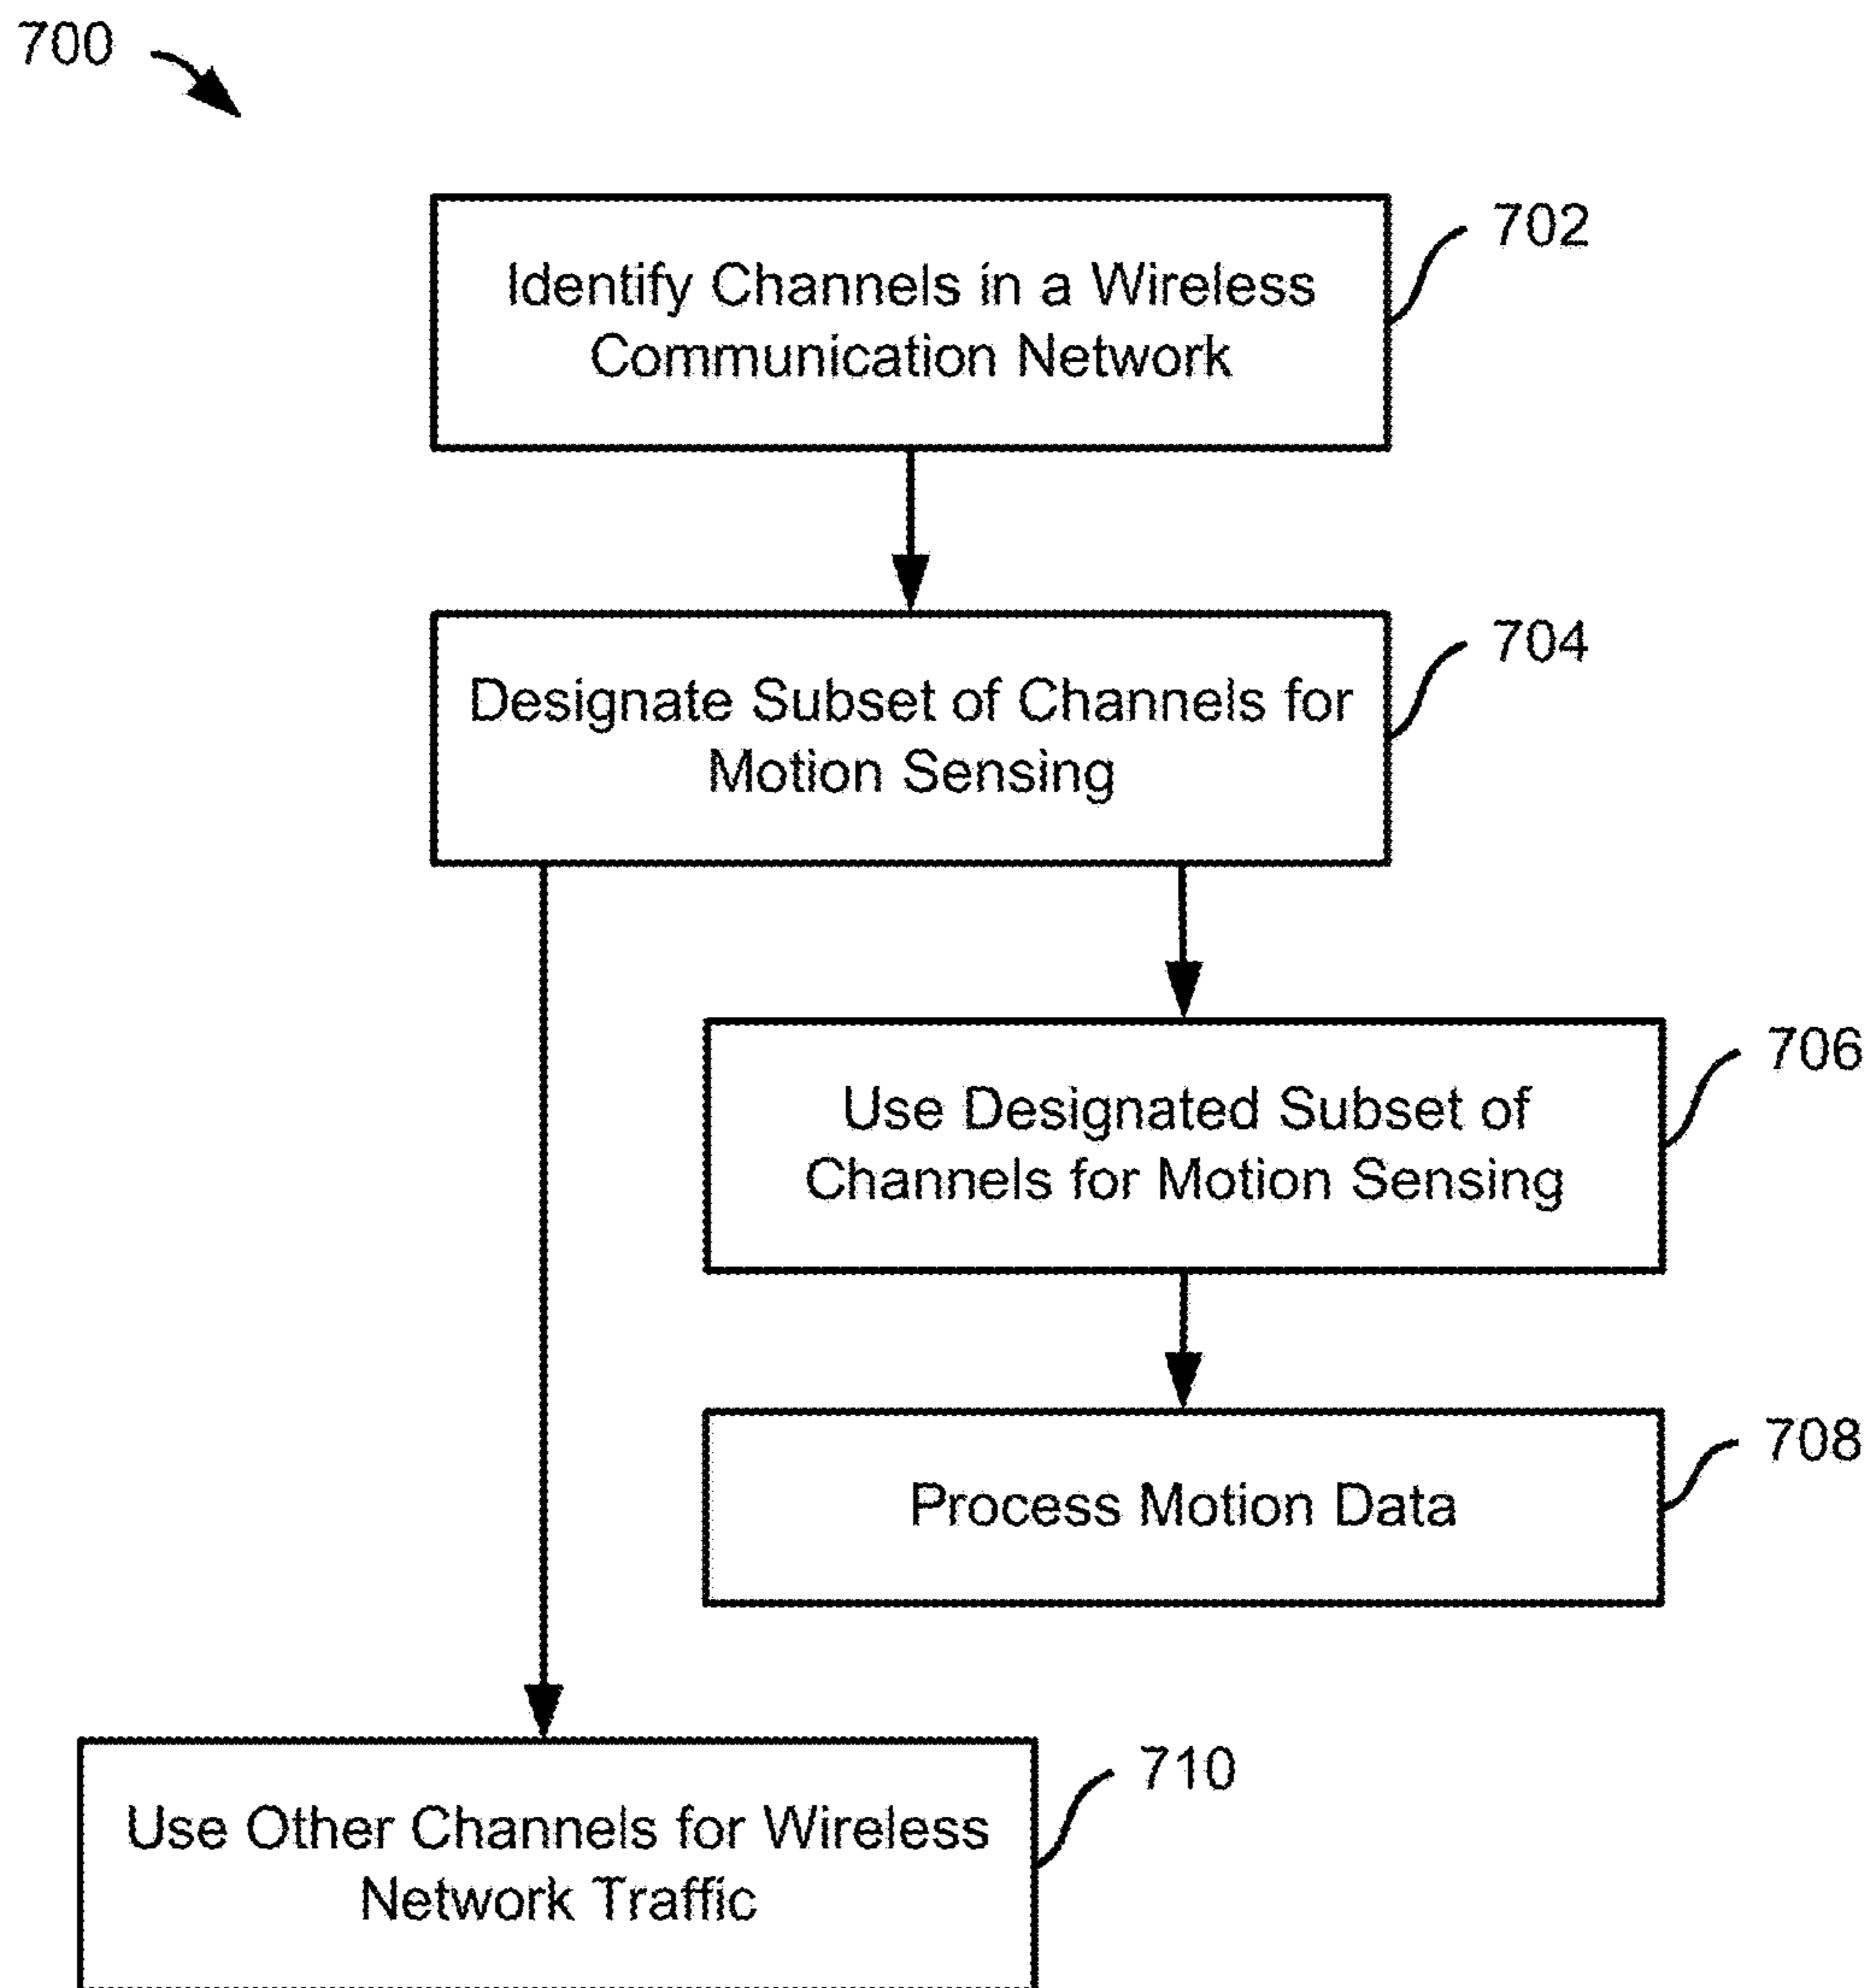 700
702
Identify Channels in a Wireless
Communication Network
704
Designate Subset of Channels for
Motion Sensing
706
Use Designated Subset of
Channels for Motion Sensing
708
Process Motion Data
710
Use Other Channels for Wireless
Network Traffic